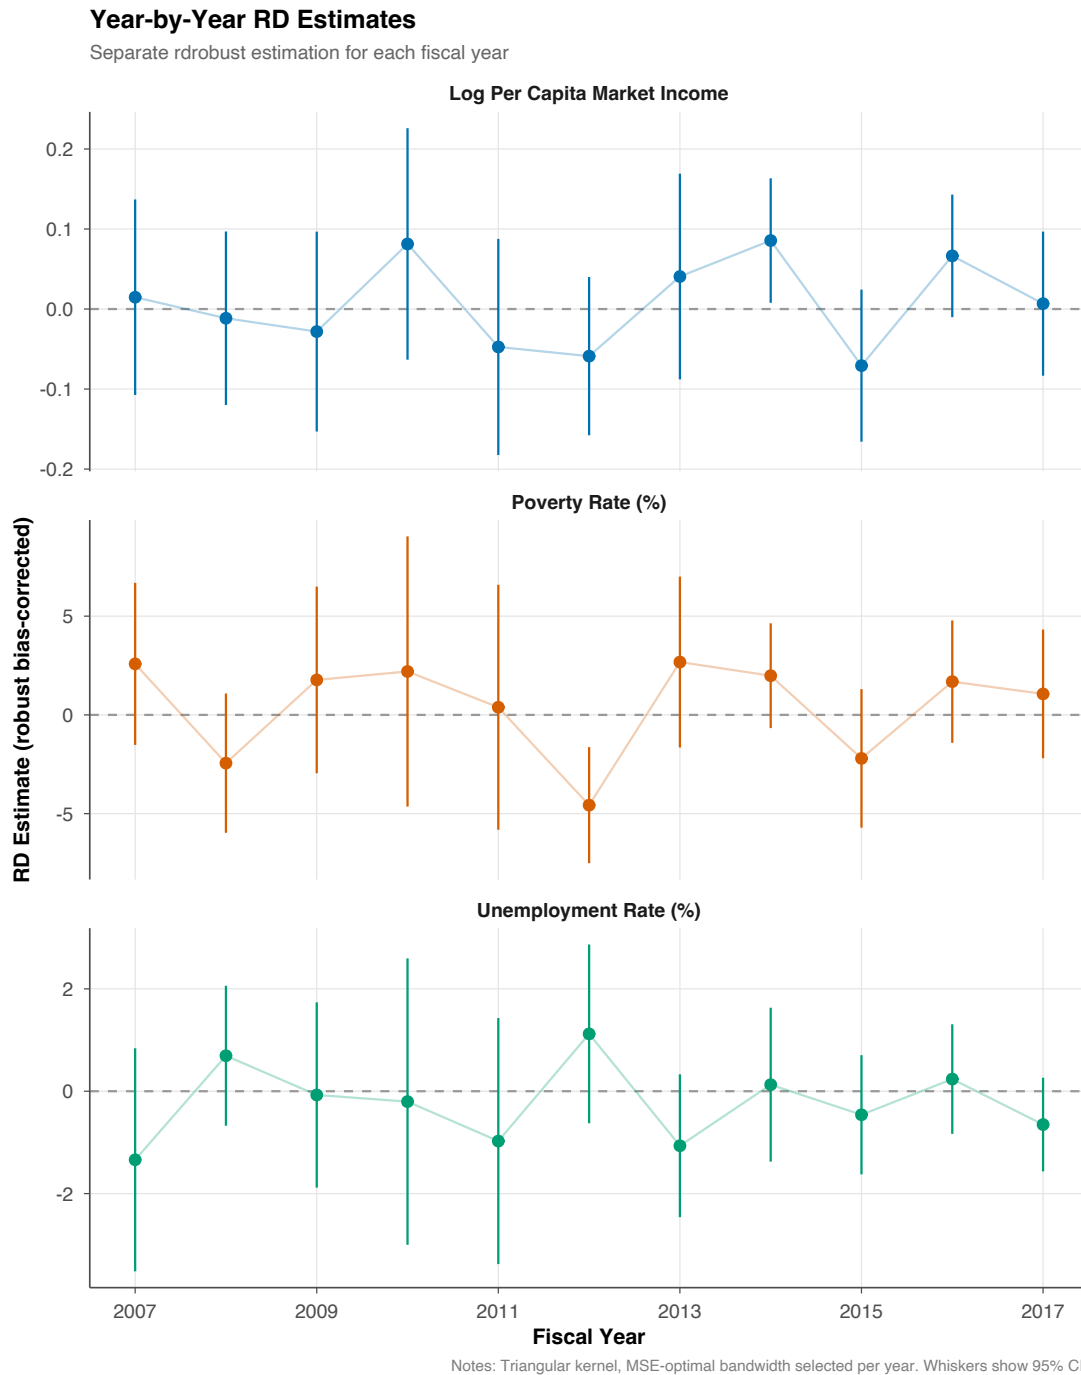 Year-by-Year RD Estimates
Separate rdrobust estimation for each fiscal year
Log Per Capita Market Income
0.2
0.1
0.0
-0.1
-0.2
Poverty Rate (%)
5
0
-5
RD Estimate (robust bias-corrected)
Unemployment Rate (%)
2
0
-2
2007
2009
2011
2013
2015
2017
Fiscal Year
Notes: Triangular kernel, MSE-optimal bandwidth selected per year. Whiskers show 95% CI